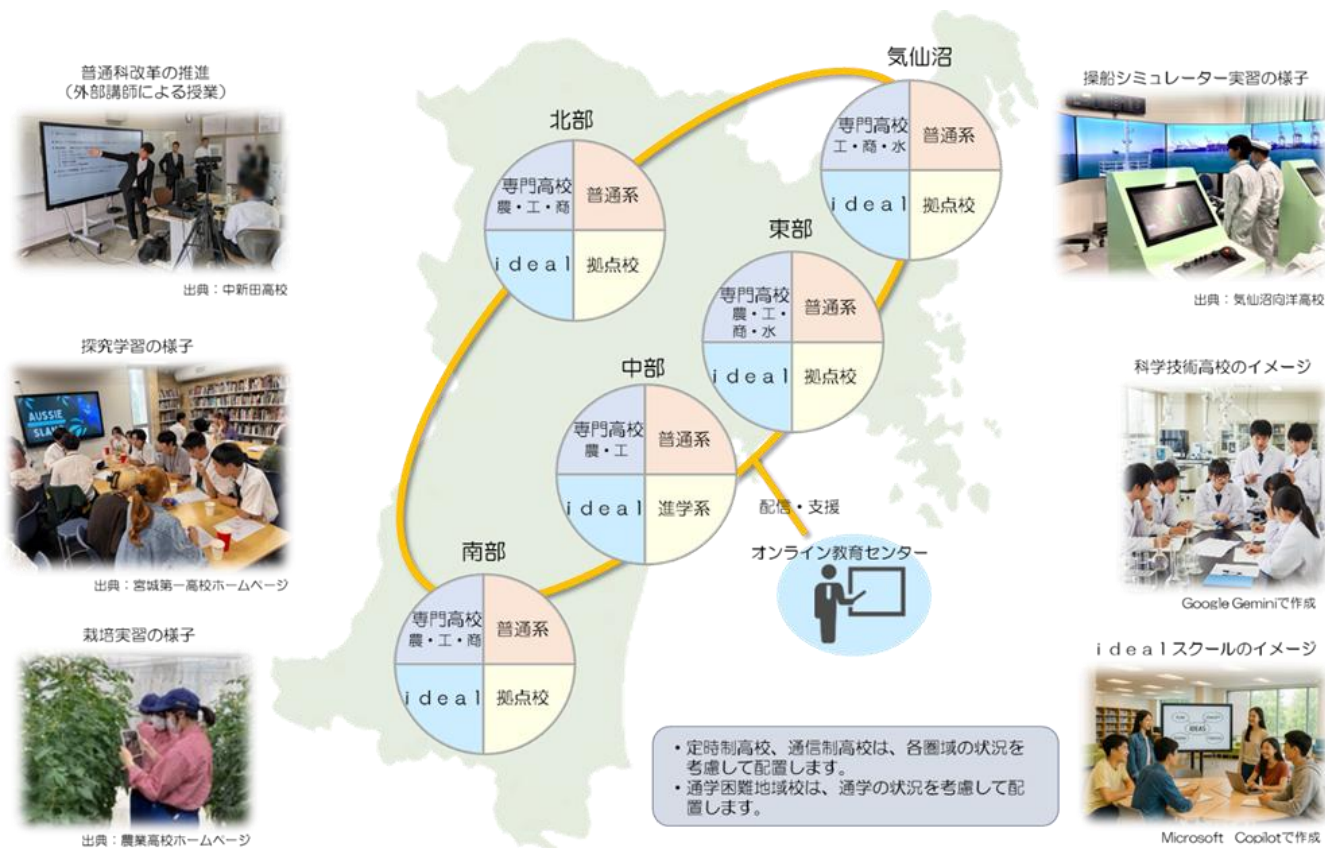 普通科改革の推進
（外部講師による授業）
出典：中新田高校
探究学習の様子
AUSSIE
SLANG
出典：宮城第一高校ホームページ
栽培実習の様子
出典：農業高校ホームページ
北部
専門高校
農・工・商
普通系
ideal
拠点校
気仙沼
専門高校
工・商・水
普通系
ideal
拠点校
東部
専門高校
農・工・
商・水
普通系
ideal
拠点校
中部
専門高校
農・工
普通系
ideal
進学系
南部
専門高校
農・工・商
普通系
ideal
拠点校
配信・支援
オンライン教育センター
・定時制高校、通信制高校は、各圏域の状況を
考慮して配置します。
・通学困難地域校は、通学の状況を考慮して配
置します。
操船シミュレーター実習の様子
出典：気仙沼向洋高校
科学技術高校のイメージ
Google Geminiで作成
idealスクールのイメージ
IDEAS
Microsoft Copilotで作成